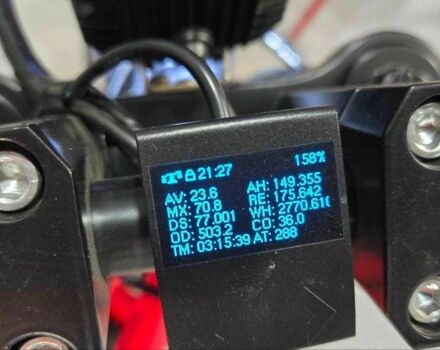 21:27 158%
AV: 23.6 AH: 149.355
MX: 70.8 RE: 175.642
DS: 77.001 WH: 2770.610
OD: 503.2 CO: 36.0
TM: 03:15:39 AT: 288